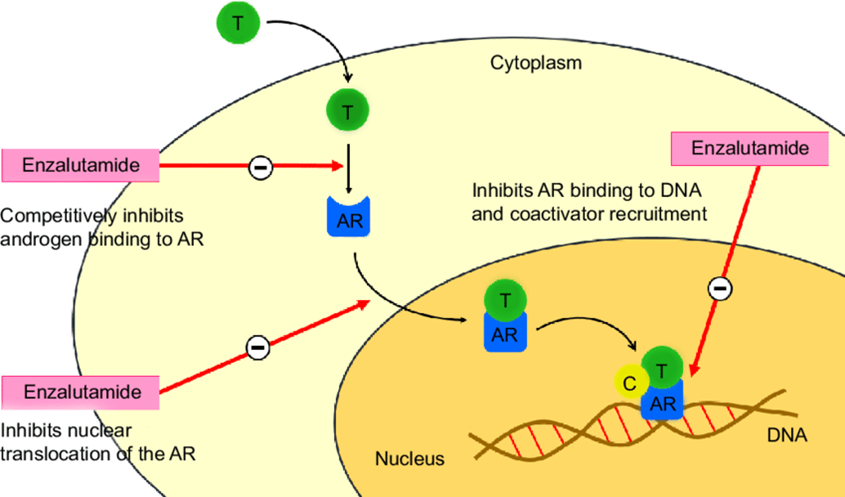 T
Cytoplasm
T
Enzalutamide
Enzalutamide
Competitively inhibits
androgen binding to AR
AR
Inhibits AR binding to DNA
and coactivator recruitment
T
AR
Enzalutamide
Inhibits nuclear
translocation of the AR
T
C
AR
DNA
Nucleus